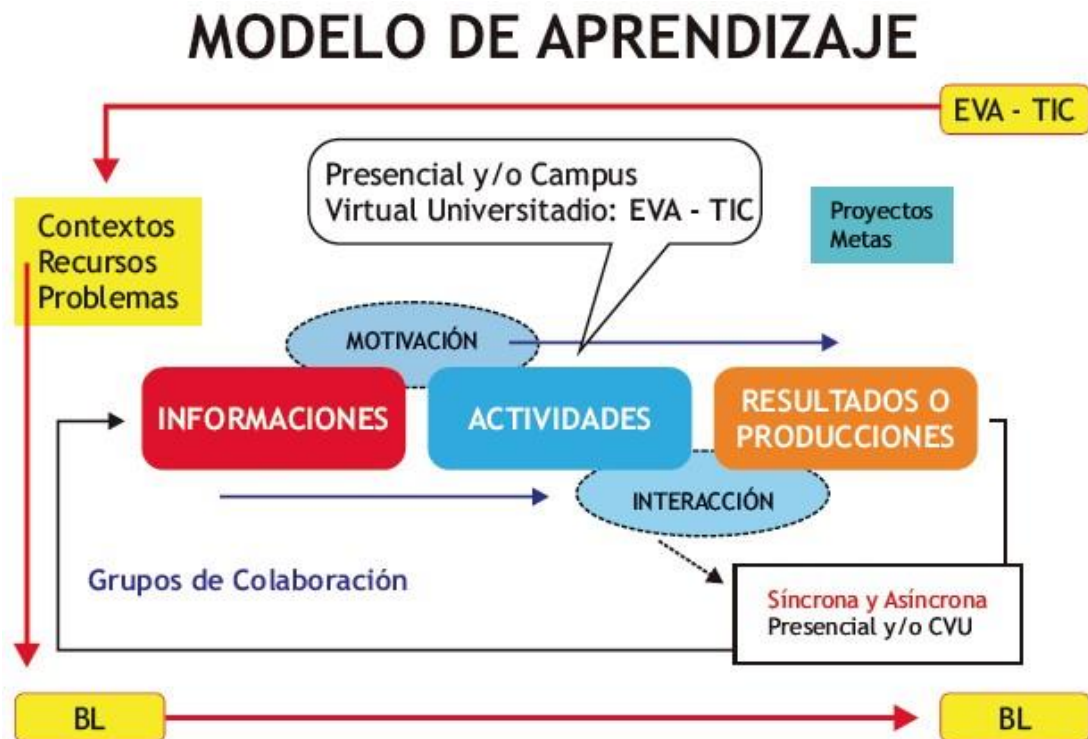 MODELO DE APRENDIZAJE
EVA - TIC
Presencial y/o Campus
Virtual Universitadio: EVA - TIC
Contextos
Recursos
Problemas
Proyectos
Metas
MOTIVACIÓN
INFORMACIONES
ACTIVIDADES
RESULTADOS O
PRODUCCIONES
INTERACCIÓN
Grupos de Colaboración
Síncrona y Asíncrona
Presencial y/o CVU
BL
BL